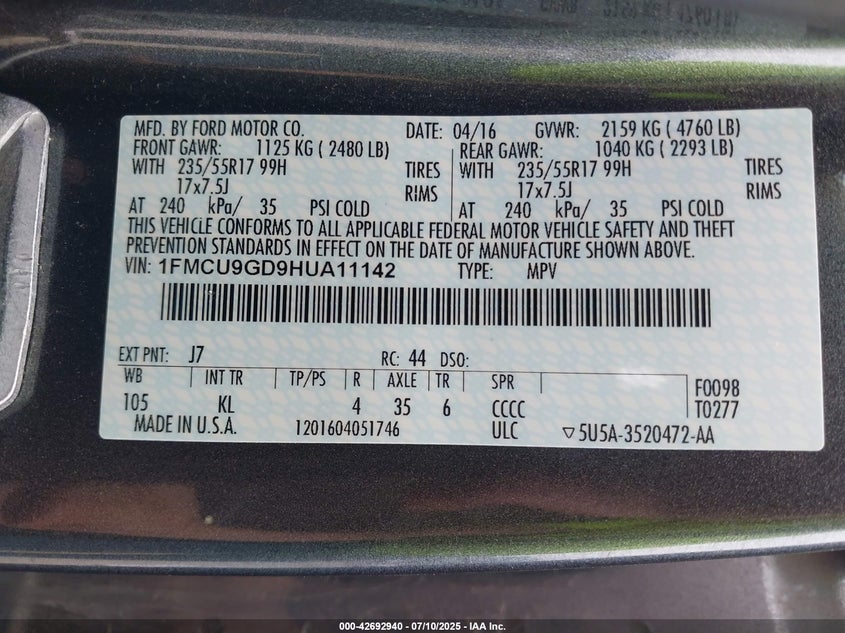 MFD. BY FORD MOTOR CO. DATE: 04/16 GVWR: 2159 KG ( 4760 LB)
FRONT GAWR: 1125 KG ( 2480 LB) REAR GAWR: 1040 KG ( 2293 LB)
WITH 235/55R17 99H TIRES WITH 235/55R17 99H TIRES
17x7.5J RIMS 17x7.5J RIMS
AT 240 kPa/ 35 PSI COLD AT 240 kPa/ 35 PSI COLD
THIS VEHICLE CONFORMS TO ALL APPLICABLE FEDERAL MOTOR VEHICLE SAFETY AND THEFT
PREVENTION STANDARDS IN EFFECT ON THE DATE OF MANUFACTURE SHOWN ABOVE.
VIN: 1FMCU9GD9HUA11142 TYPE: MPV
EXT PNT: J7 RC: 44 DSO:
WB INT TR TP/PS R AXLE TR SPR F0098
105 KL 4 35 6 CCCC T0277
MADE IN U.S.A. 1201604051746 ULC ▽5U5A-3520472-AA
000-42692940 - 07/10/2025 - IAA Inc.